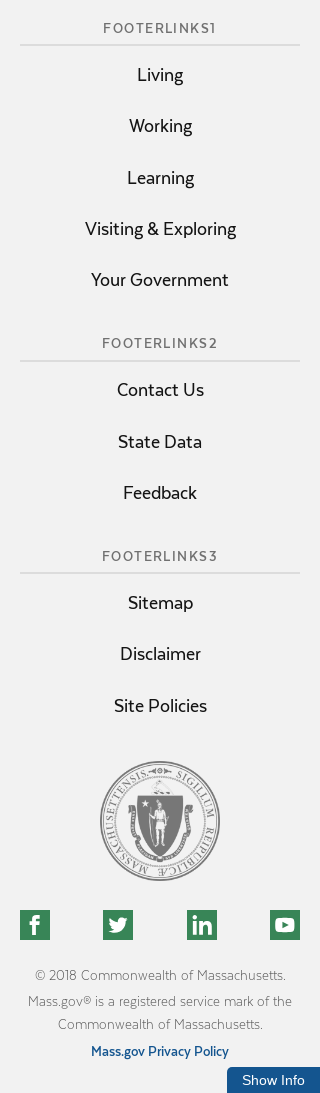 FOOTERLINKS1
Living
Working
Learning
Visiting & Exploring
Your Government
FOOTERLINKS2
Contact Us
State Data
Feedback
FOOTERLINKS3
Sitemap
Disclaimer
Site Policies
SIGILLUM REIPUBLICÆ MASSACHUSETTENSIS
© 2018 Commonwealth of Massachusetts.
Mass.gov® is a registered service mark of the
Commonwealth of Massachusetts.
Mass.gov Privacy Policy
Show Info